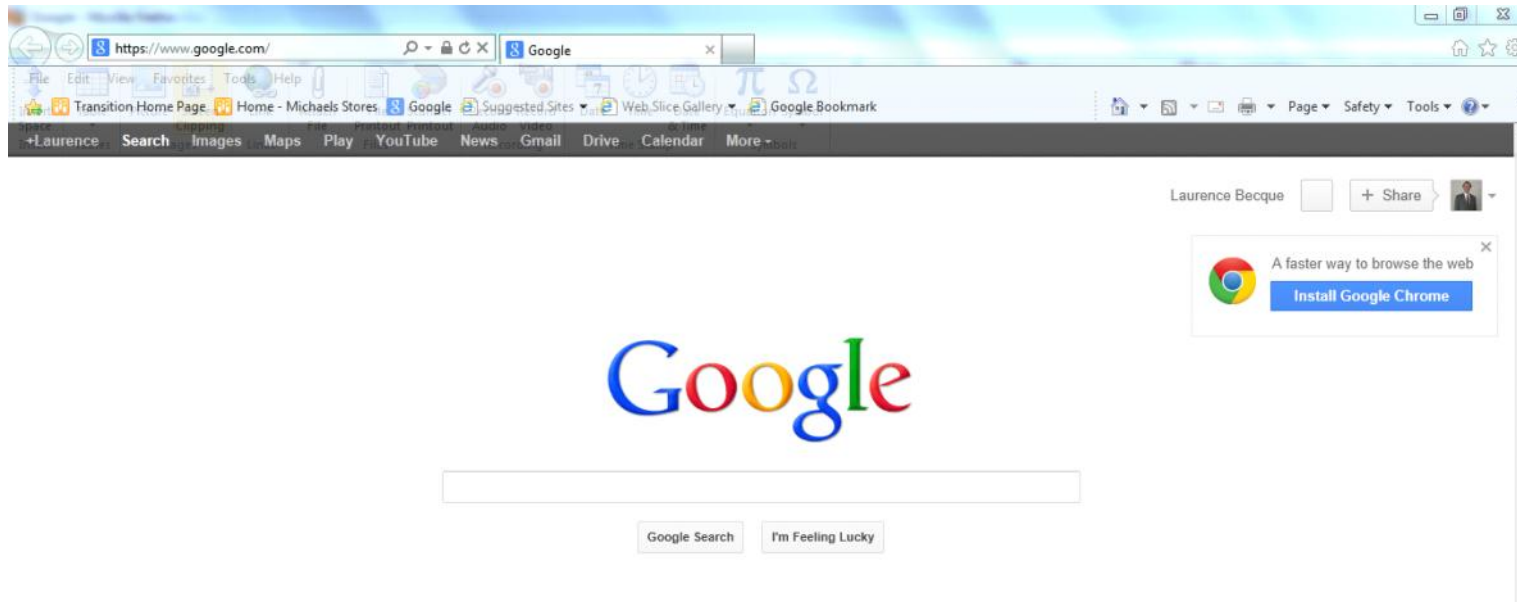 https://www.google.com/
Google
File Edit View Favorites Tools Help
Transition Home Page Home - Michaels Stores Google Suggested Sites Web Slice Gallery Google Bookmark
Page Safety Tools
+Laurence Search Images Maps Play YouTube News Gmail Drive Calendar More
Laurence Becque + Share
A faster way to browse the web
Install Google Chrome
Google
Google Search I'm Feeling Lucky